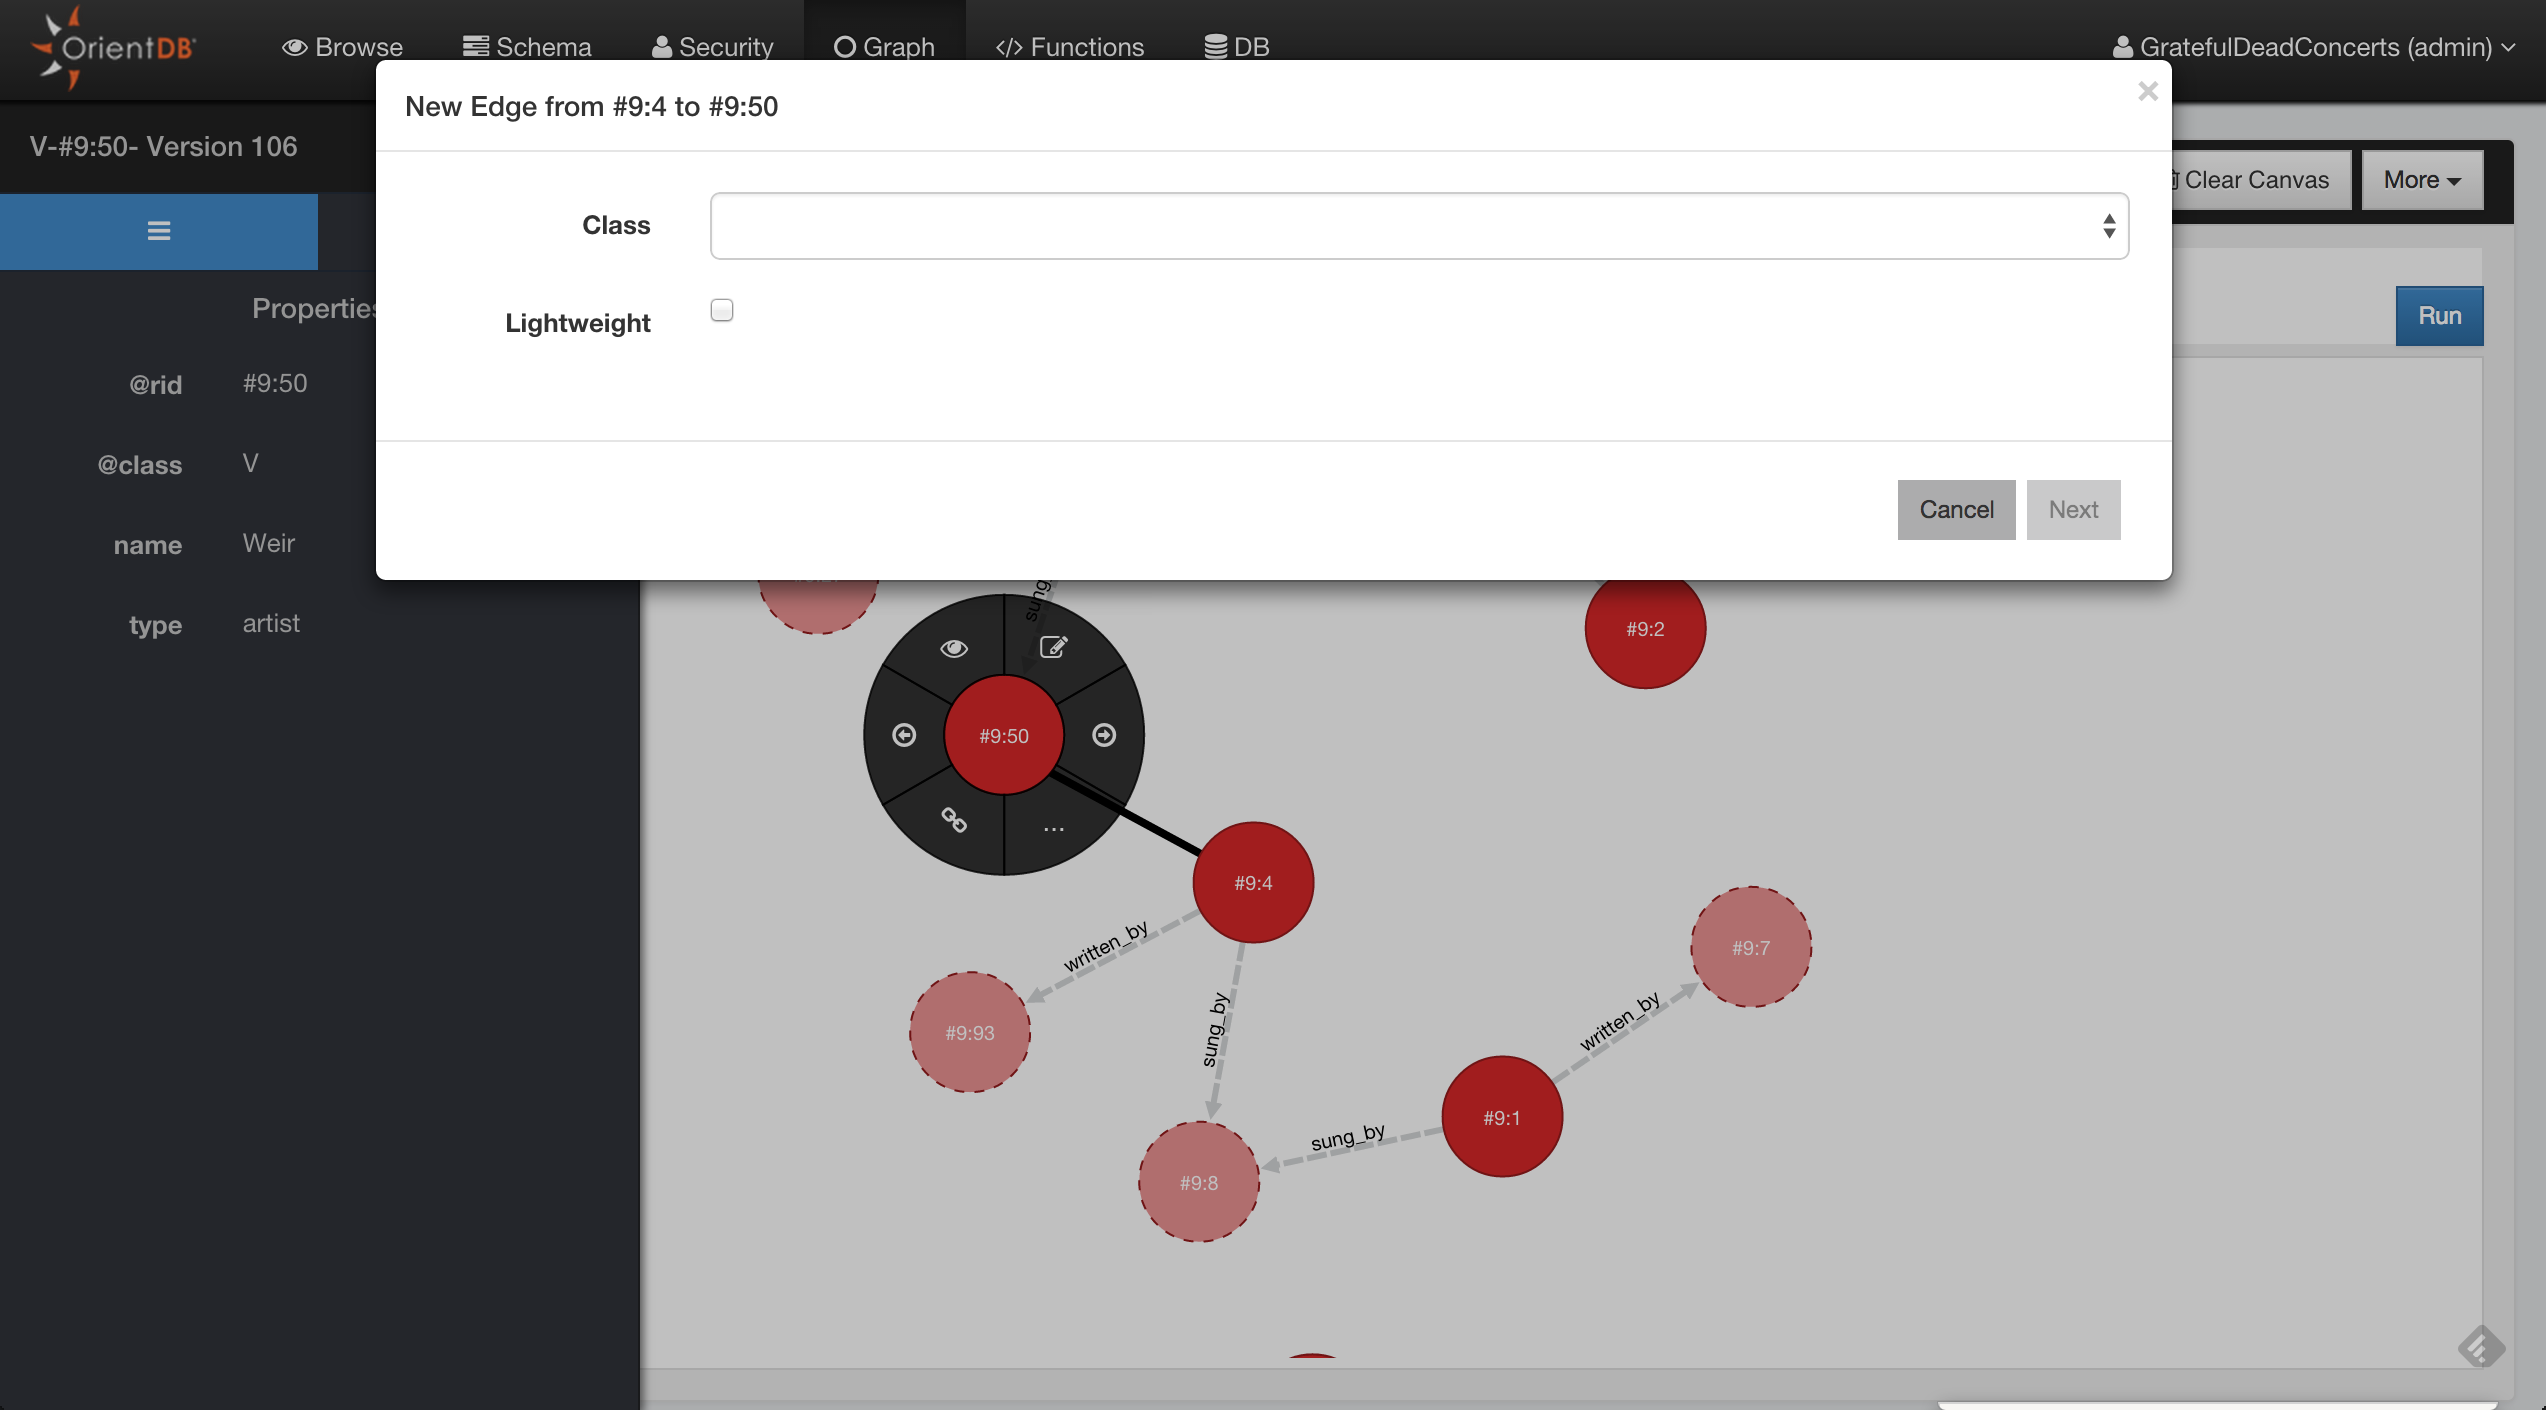 OrientDB
Browse
Schema
Security
Graph
Functions
DB
GratefulDeadConcerts (admin)
New Edge from #9:4 to #9:50
×
V-#9:50- Version 106
Clear Canvas
More
Class
Properties
Lightweight
Run
@rid #9:50
@class V
name Weir
type artist
Cancel
Next
sung
#9:2
#9:50
...
#9:4
written_by
#9:7
#9:93
sung_by
written_by
#9:1
sung_by
#9:8